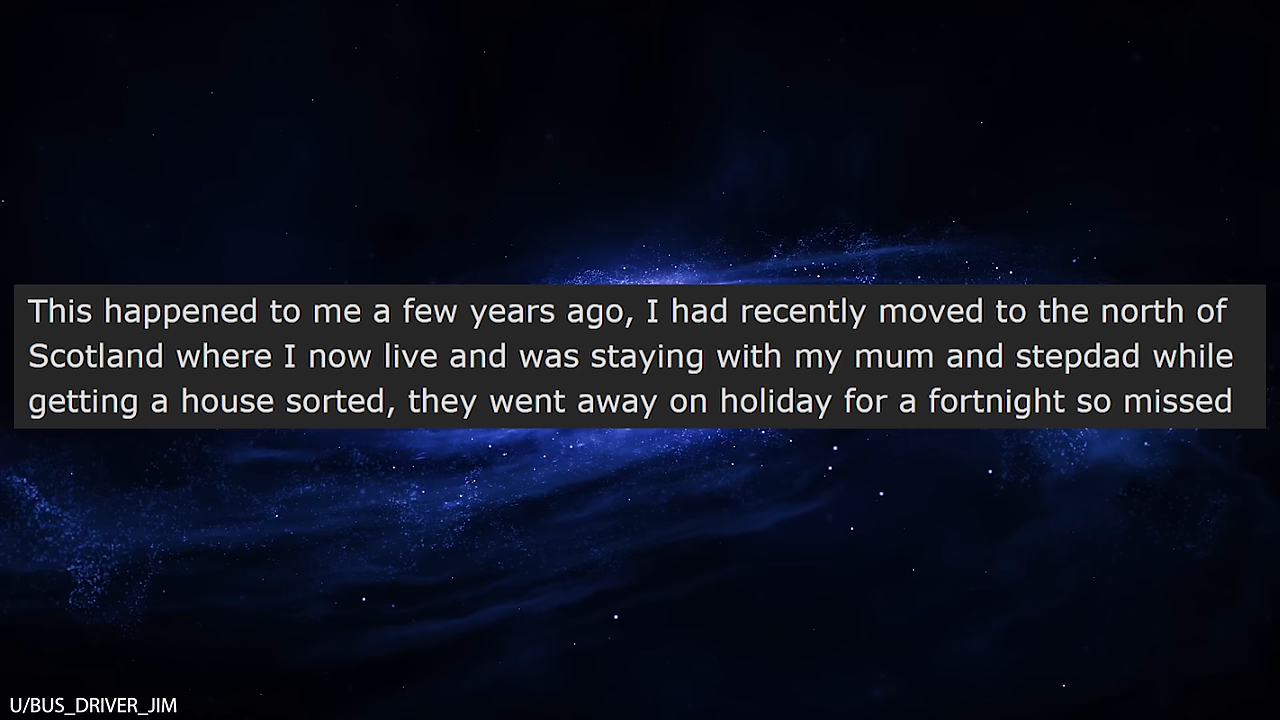 This happened to me a few years ago, I had recently moved to the north of
Scotland where I now live and was staying with my mum and stepdad while
getting a house sorted, they went away on holiday for a fortnight so missed
U/BUS_DRIVER_JIM